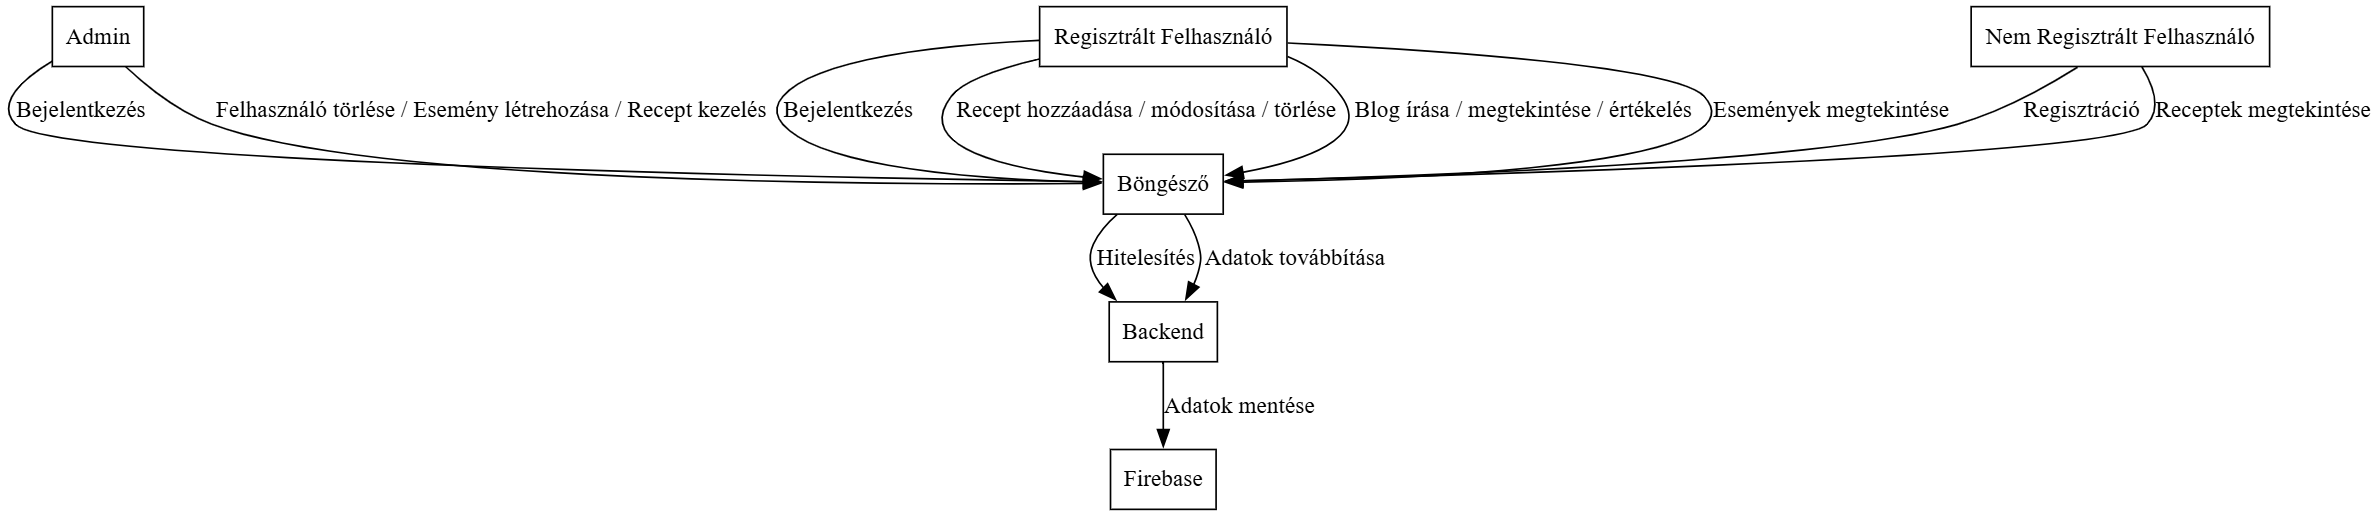 Admin
Regisztrált Felhasználó
Nem Regisztrált Felhasználó
Bejelentkezés
Felhasználó törlése / Esemény létrehozása / Recept kezelés
Bejelentkezés
Recept hozzáadása / módosítása / törlése
Blog írása / megtekintése / értékelés
Események megtekintése
Regisztráció
Receptek megtekintése
Böngésző
Hitelesítés
Adatok továbbítása
Backend
Adatok mentése
Firebase